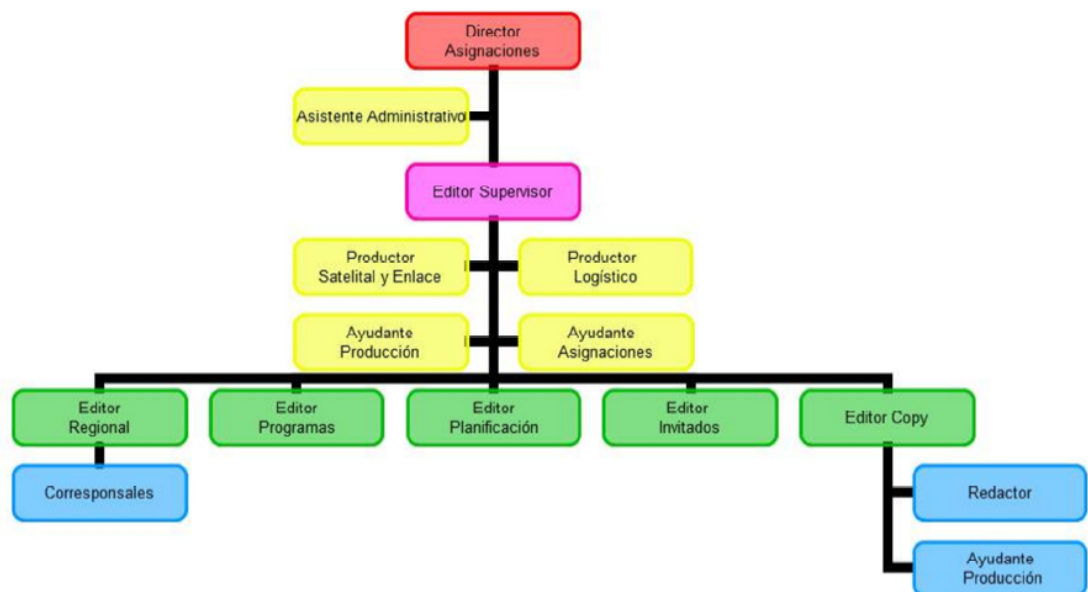 Director
Asignaciones
Asistente Administrativo
Editor Supervisor
Productor
Satelital y Enlace
Productor
Logístico
Ayudante
Producción
Ayudante
Asignaciones
Editor
Regional
Editor
Programas
Editor
Planificación
Editor
Invitados
Editor Copy
Corresponsales
Redactor
Ayudante
Producción